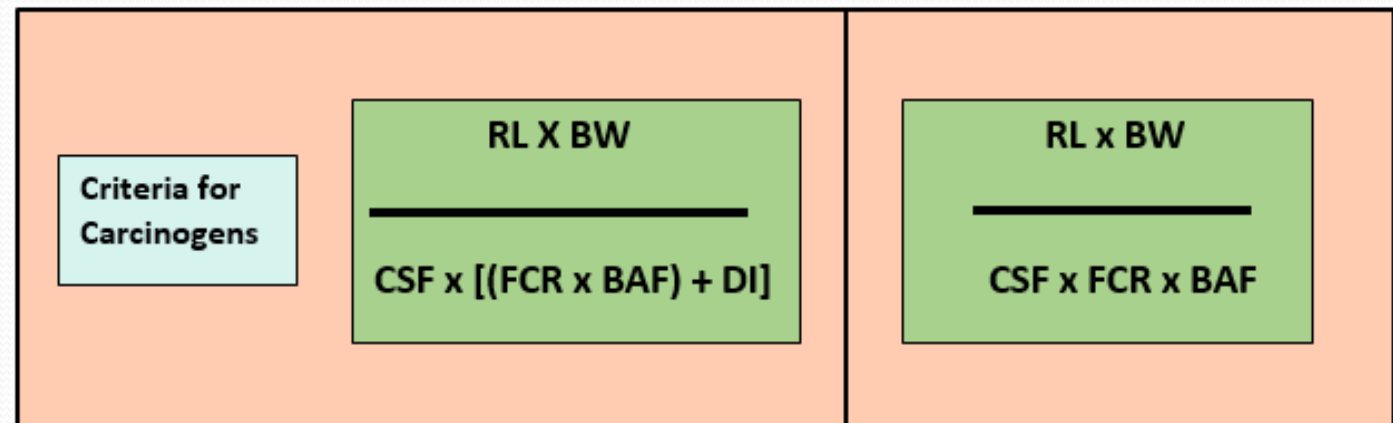 Criteria for
Carcinogens
RL X BW
CSF x [(FCR x BAF) + DI]
RL x BW
CSF x FCR x BAF